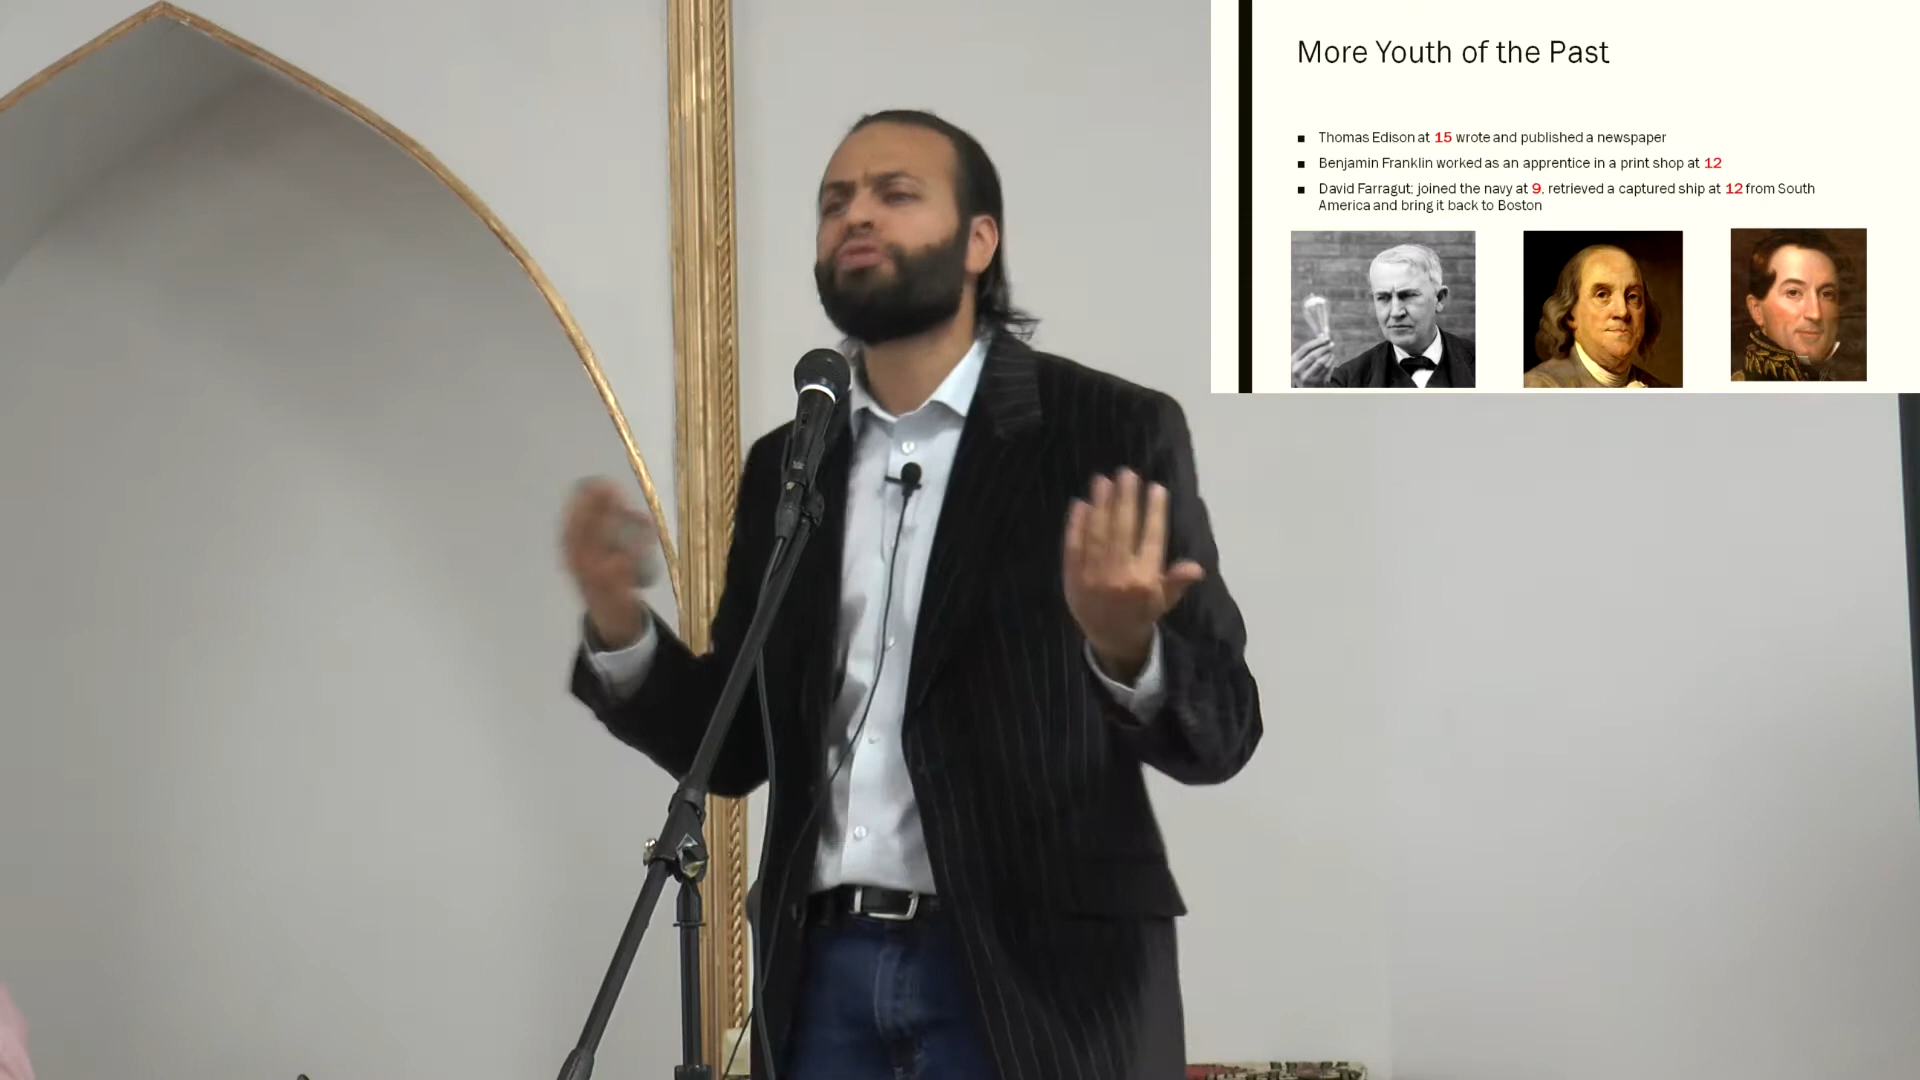 More Youth of the Past
Thomas Edison at 15 wrote and published a newspaper
Benjamin Franklin worked as an apprentice in a print shop at 12
David Farragut: joined the navy at 9, retrieved a captured ship at 12 from South
America and bring it back to Boston